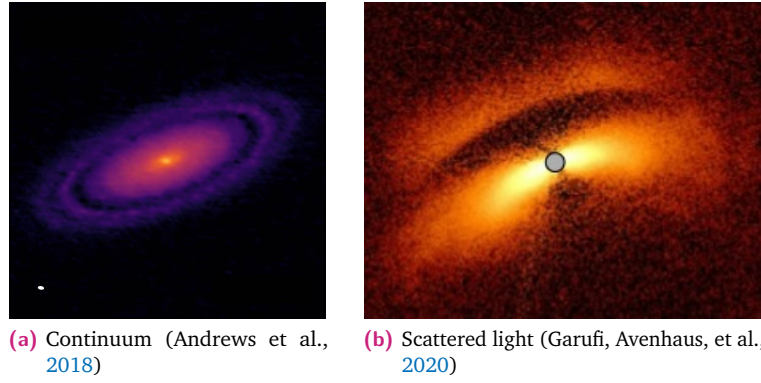 (a) Continuum (Andrews et al.,
2018)
(b) Scattered light (Garufi, Avenhaus, et al.,
2020)